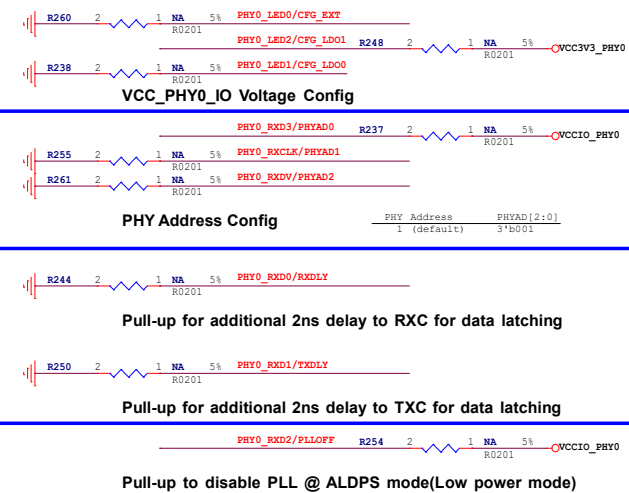 R260 2 1 NA 5% PHY0_LED0/CFG_EXT
R0201
PHY0_LED2/CFG_LDO1 R248 2 1 NA 5% VCC3V3_PHY0
R0201
R238 2 1 NA 5% PHY0_LED1/CFG_LDO0
R0201
VCC_PHY0_IO Voltage Config
PHY0_RXD3/PHYAD0 R237 2 1 NA 5% VCCIO_PHY0
R0201
R255 2 1 NA 5% PHY0_RXCLK/PHYAD1
R0201
R261 2 1 NA 5% PHY0_RXDV/PHYAD2
R0201
PHY Address Config
PHY Address PHYAD[2:0]
1 (default) 3'b001
R244 2 1 NA 5% PHY0_RXD0/RXDLY
R0201
Pull-up for additional 2ns delay to RXC for data latching
R250 2 1 NA 5% PHY0_RXD1/TXDLY
R0201
Pull-up for additional 2ns delay to TXC for data latching
PHY0_RXD2/PLLOFF R254 2 1 NA 5% VCCIO_PHY0
R0201
Pull-up to disable PLL @ ALDPS mode(Low power mode)